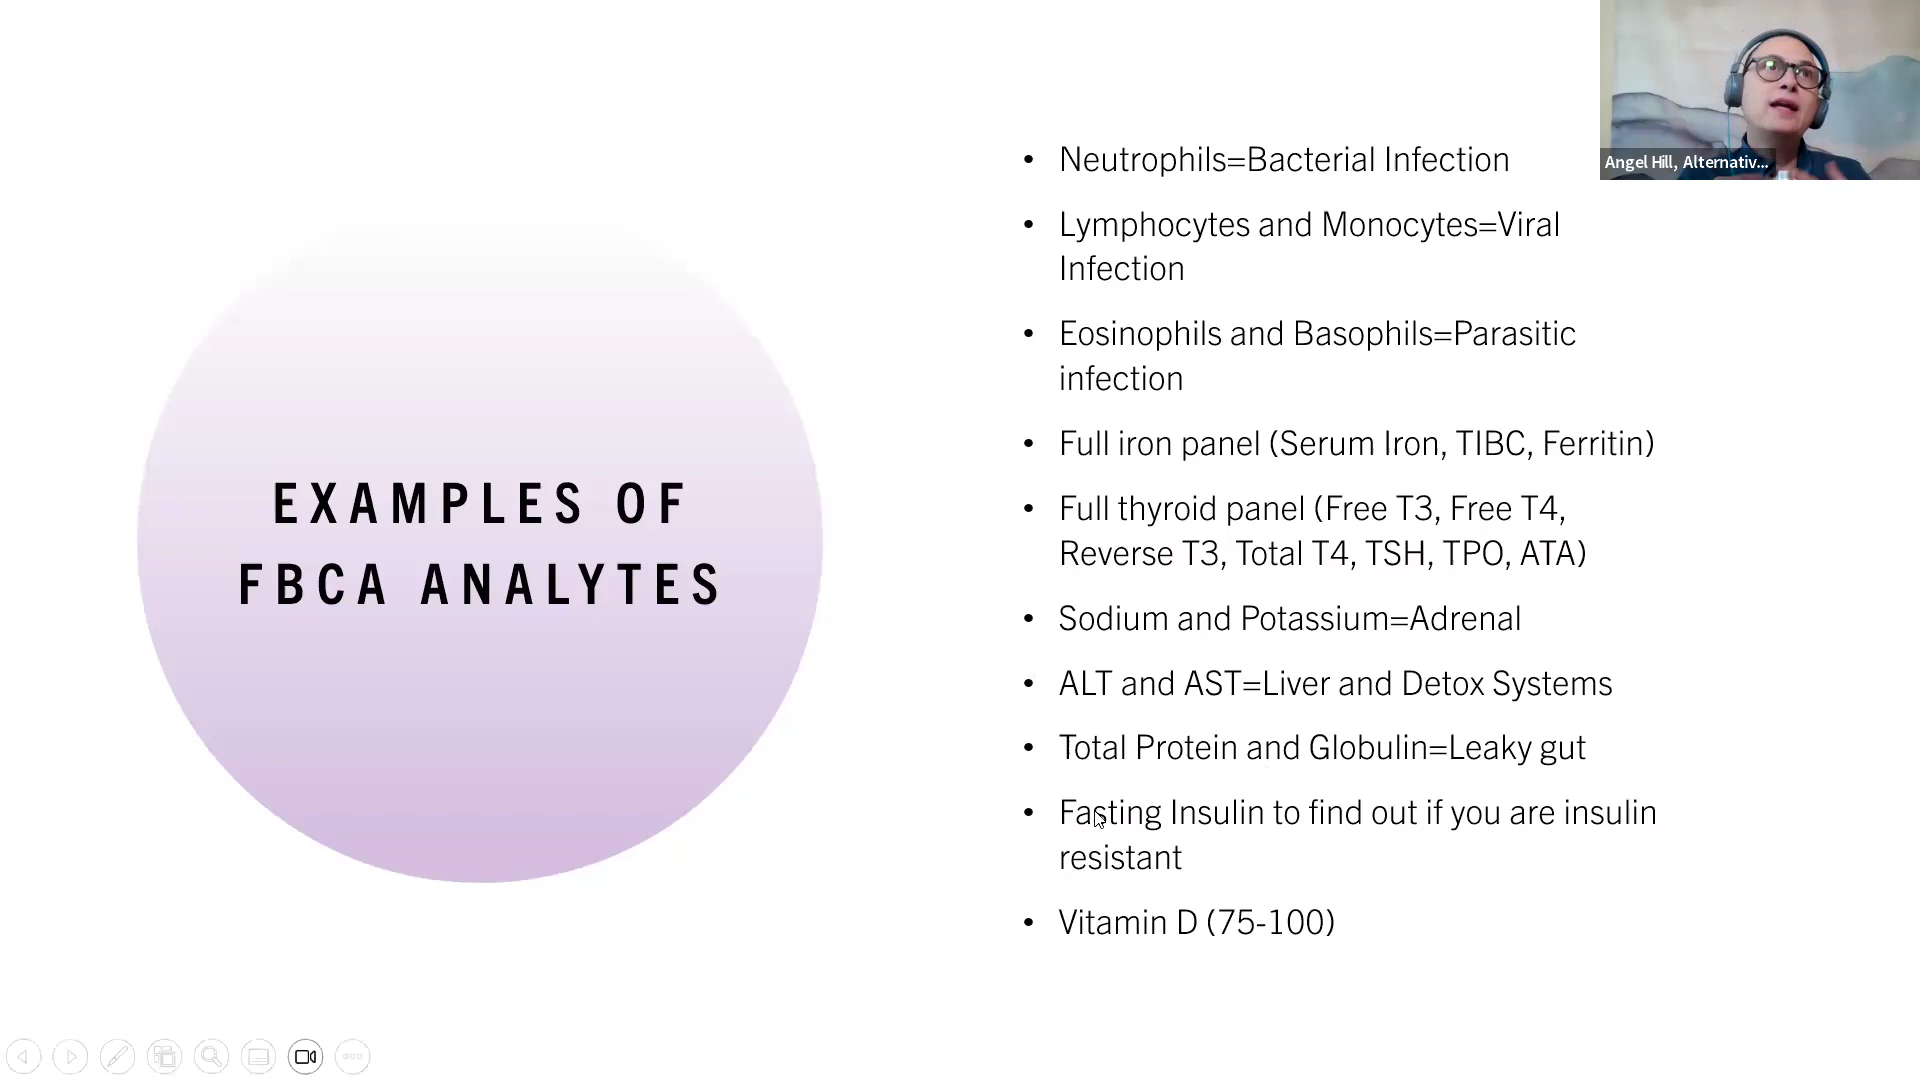 Angel Hill, Alternativ...
EXAMPLES OF
FBCA ANALYTES
• Neutrophils=Bacterial Infection
• Lymphocytes and Monocytes=Viral
Infection
• Eosinophils and Basophils=Parasitic
infection
• Full iron panel (Serum Iron, TIBC, Ferritin)
• Full thyroid panel (Free T3, Free T4,
Reverse T3, Total T4, TSH, TPO, ATA)
• Sodium and Potassium=Adrenal
• ALT and AST=Liver and Detox Systems
• Total Protein and Globulin=Leaky gut
• Fasting Insulin to find out if you are insulin
resistant
• Vitamin D (75-100)